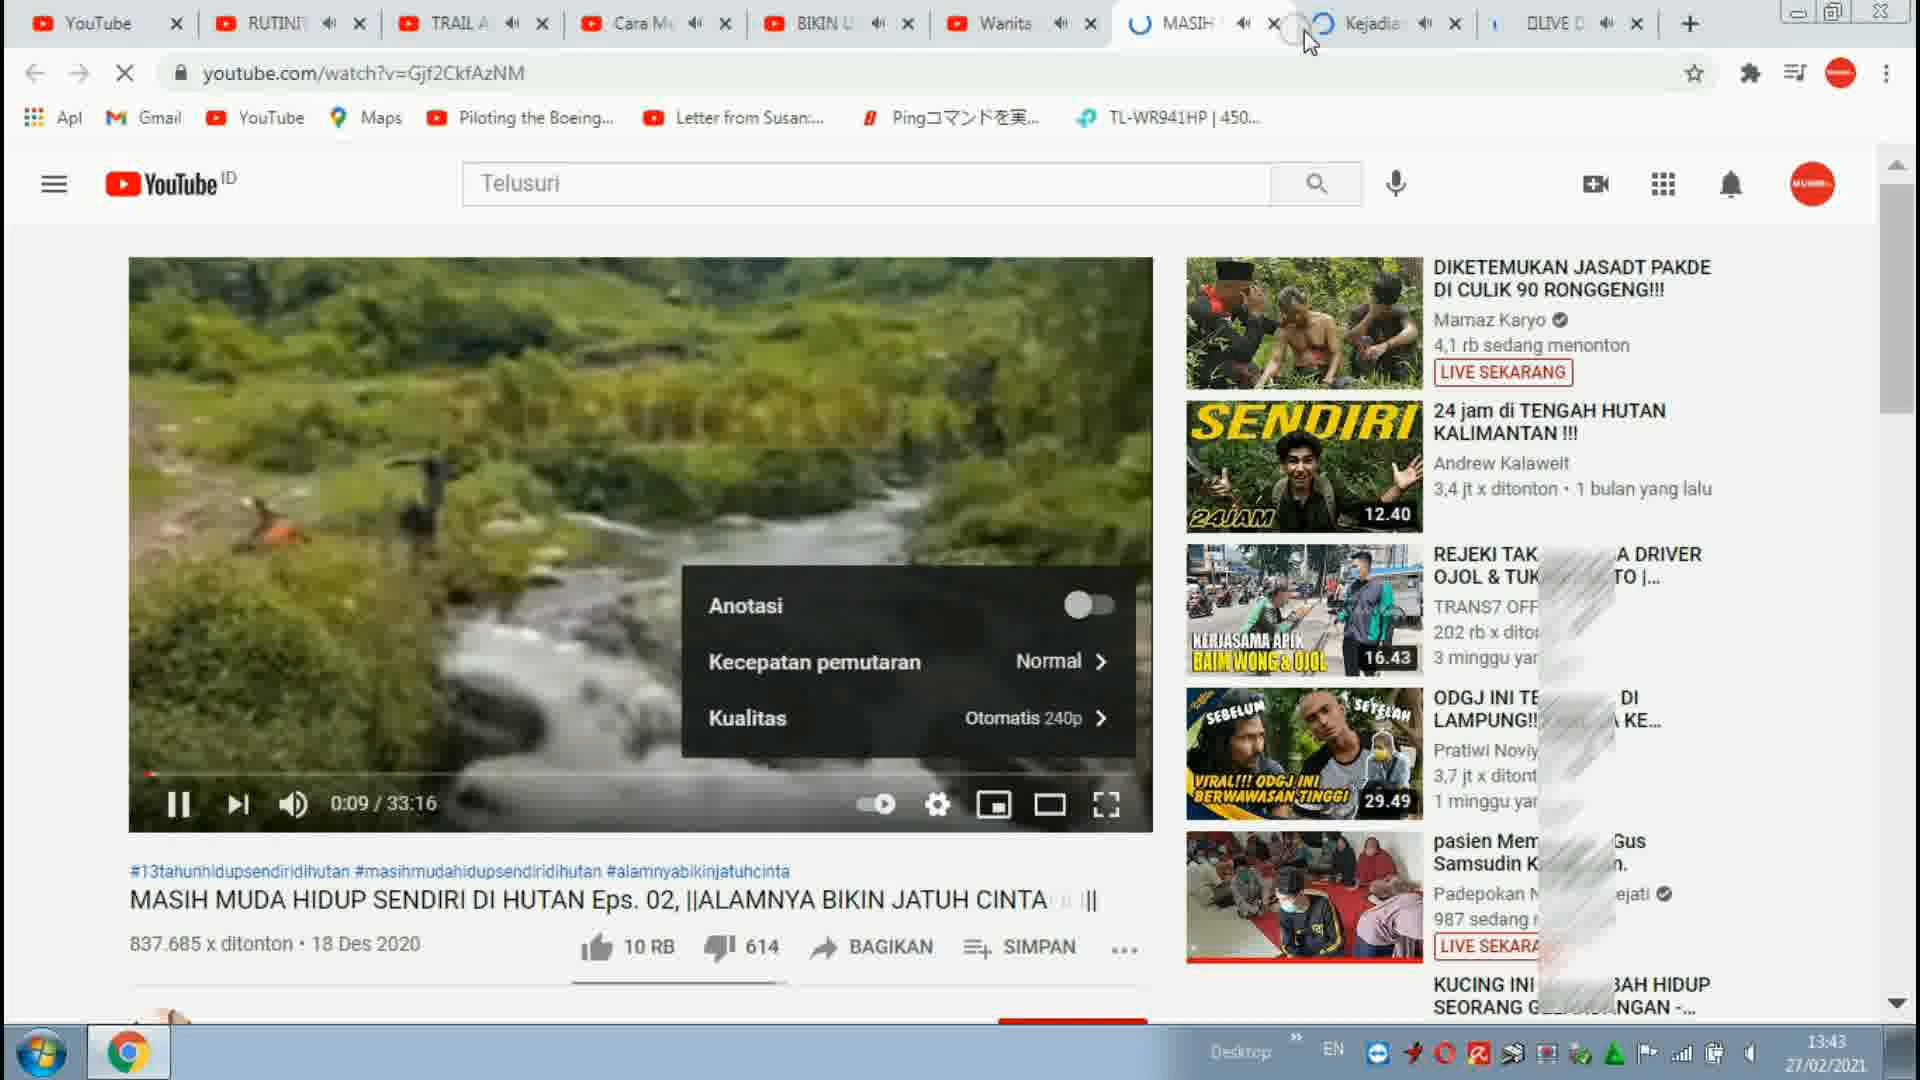 YouTube
RUTINI
TRAIL A
Cara Me
BIKIN U
Wanita
MASIH
Kejadia
LIVE D
youtube.com/watch?v=Gjf2CkfAzNM
Apl
Gmail
YouTube
Maps
Piloting the Boeing...
Letter from Susan:...
Pingコマンドを実...
TL-WR941HP | 450...
YouTube ID
Telusuri
Anotasi
Kecepatan pemutaran Normal
Kualitas Otomatis 240p
0:09 / 33:16
#13tahunhidupsendiridihutan #masihmudahidupsendiridihutan #alamnyabikinjatuhcinta
MASIH MUDA HIDUP SENDIRI DI HUTAN Eps. 02, ||ALAMNYA BIKIN JATUH CINTA ||
837.685 x ditonton • 18 Des 2020
10 RB
614
BAGIKAN
SIMPAN
DIKETEMUKAN JASADT PAKDE
DI CULIK 90 RONGGENG!!!
Mamaz Karyo
4,1 rb sedang menonton
LIVE SEKARANG
SENDIRI
24JAM
12.40
24 jam di TENGAH HUTAN
KALIMANTAN !!!
Andrew Kalaweit
3,4 jt x ditonton • 1 bulan yang lalu
KERJASAMA APIK
BAIM WONG & OJOL
16.43
REJEKI TAK A DRIVER
OJOL & TUK TO |...
TRANS7 OFF
202 rb x dito
3 minggu yan
SEBELUM
SETELAH
VIRAL!!! ODGJ INI
BERWAWASAN TINGGI
29.49
ODGJ INI TE DI
LAMPUNG!! A KE...
Pratiwi Noviy
3,7 jt x ditont
1 minggu yan
pasien Mem Gus
Samsudin K n.
Padepokan N ejati
987 sedang
LIVE SEKARA
KUCING INI BAH HIDUP
SEORANG GEL ANGAN -...
Desktop
EN
13:43
27/02/2021